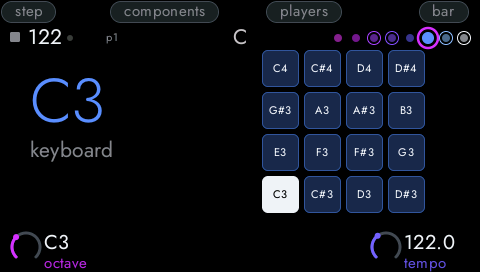 step components players bar
122 p1 C
C3
keyboard
C4 C#4 D4 D#4
G#3 A3 A#3 B3
E3 F3 F#3 G3
C3 C#3 D3 D#3
C3 122.0
octave tempo